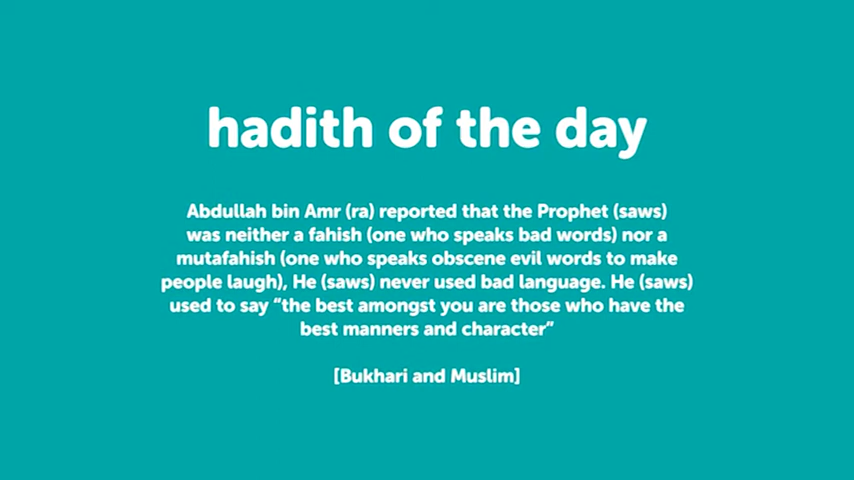 hadith of the day
Abdullah bin Amr (ra) reported that the Prophet (saws)
was neither a fahish (one who speaks bad words) nor a
mutafahish (one who speaks obscene evil words to make
people laugh), He (saws) never used bad language. He (saws)
used to say “the best amongst you are those who have the
best manners and character”
[Bukhari and Muslim]